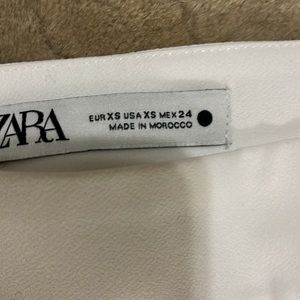 ZARA
EUR XS USA XS MEX 24
MADE IN MOROCCO